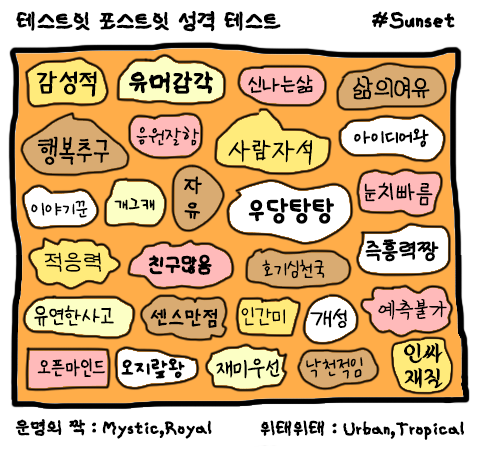 테스트잇 포스트잇 성격 테스트 #Sunset
감성적 유머감각 신나는삶 삶의여유
행복추구 응원잘함 사람자석 아이디어왕
이야기꾼 개그캐 자유 우당탕탕 눈치빠름
적응력 친구많음 호기심천국 즉흥력짱
유연한사고 센스만점 인간미 개성 예측불가
오픈마인드 오지랖왕 재미우선 낙천적임 인싸재질
운명의 짝 : Mystic,Royal 위태위태 : Urban,Tropical